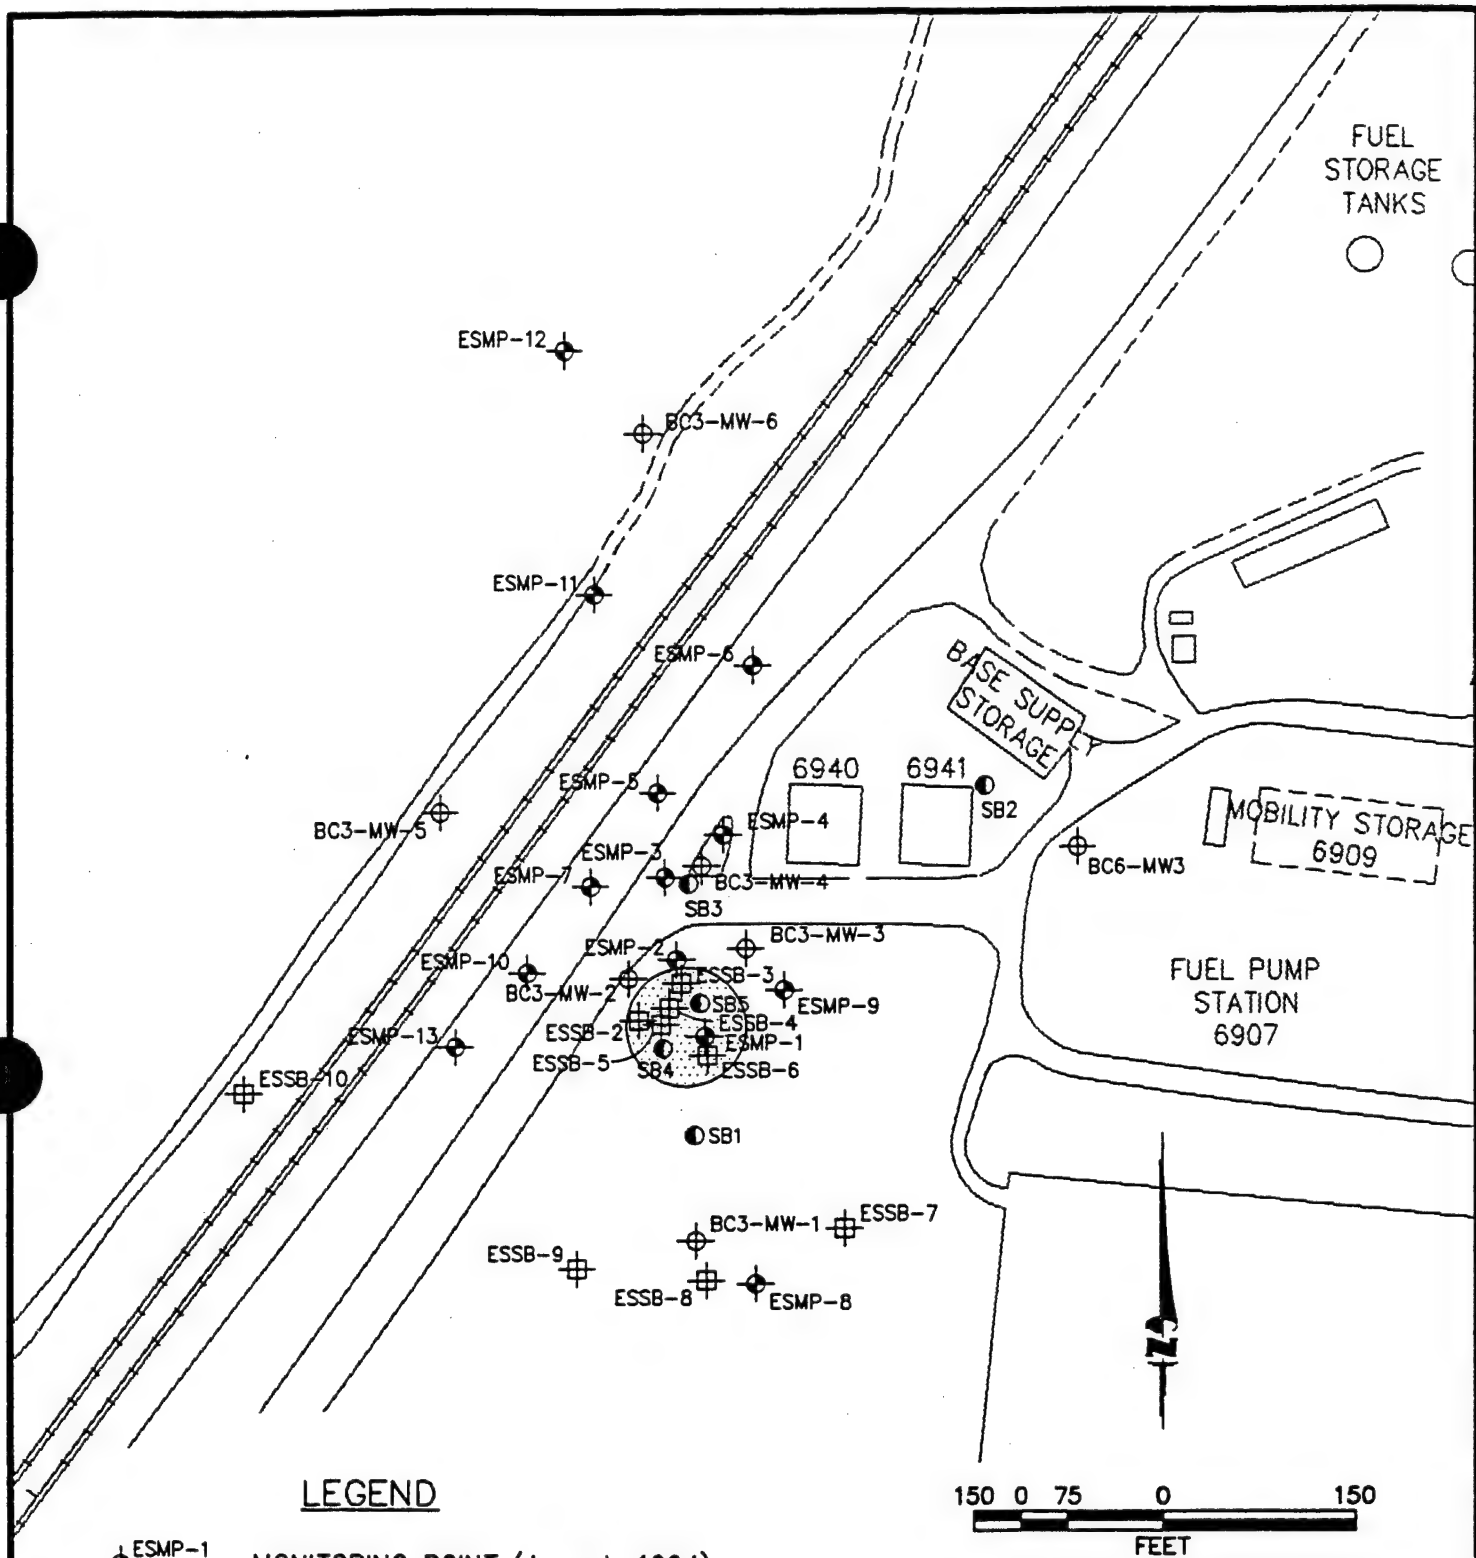 FUEL
STORAGE
TANKS
ESMP-12
BC3-MW-6
ESMP-11
ESMP-6
BASE SUPPLY
STORAGE
6940
6941
ESMP-5
SB2
BC3-MW-5
ESMP-4
MOBILITY STORAGE
6909
ESMP-3
BC6-MW3
ESMP-7
BC3-MW-4
SB3
BC3-MW-3
ESMP-2
ESMP-10
FUEL PUMP
STATION
6907
ESSB-3
BC3-MW-2
SB5
ESMP-9
ESSB-4
ESSB-2
ESMP-13
ESMP-1
ESSB-5
SB4
ESSB-6
ESSB-10
SB1
ESSB-7
BC3-MW-1
ESSB-9
ESSB-8
ESMP-8
N
LEGEND
150 0 75 0 150
FEET
ESMP-1
MONITORING POINT (August 1994)